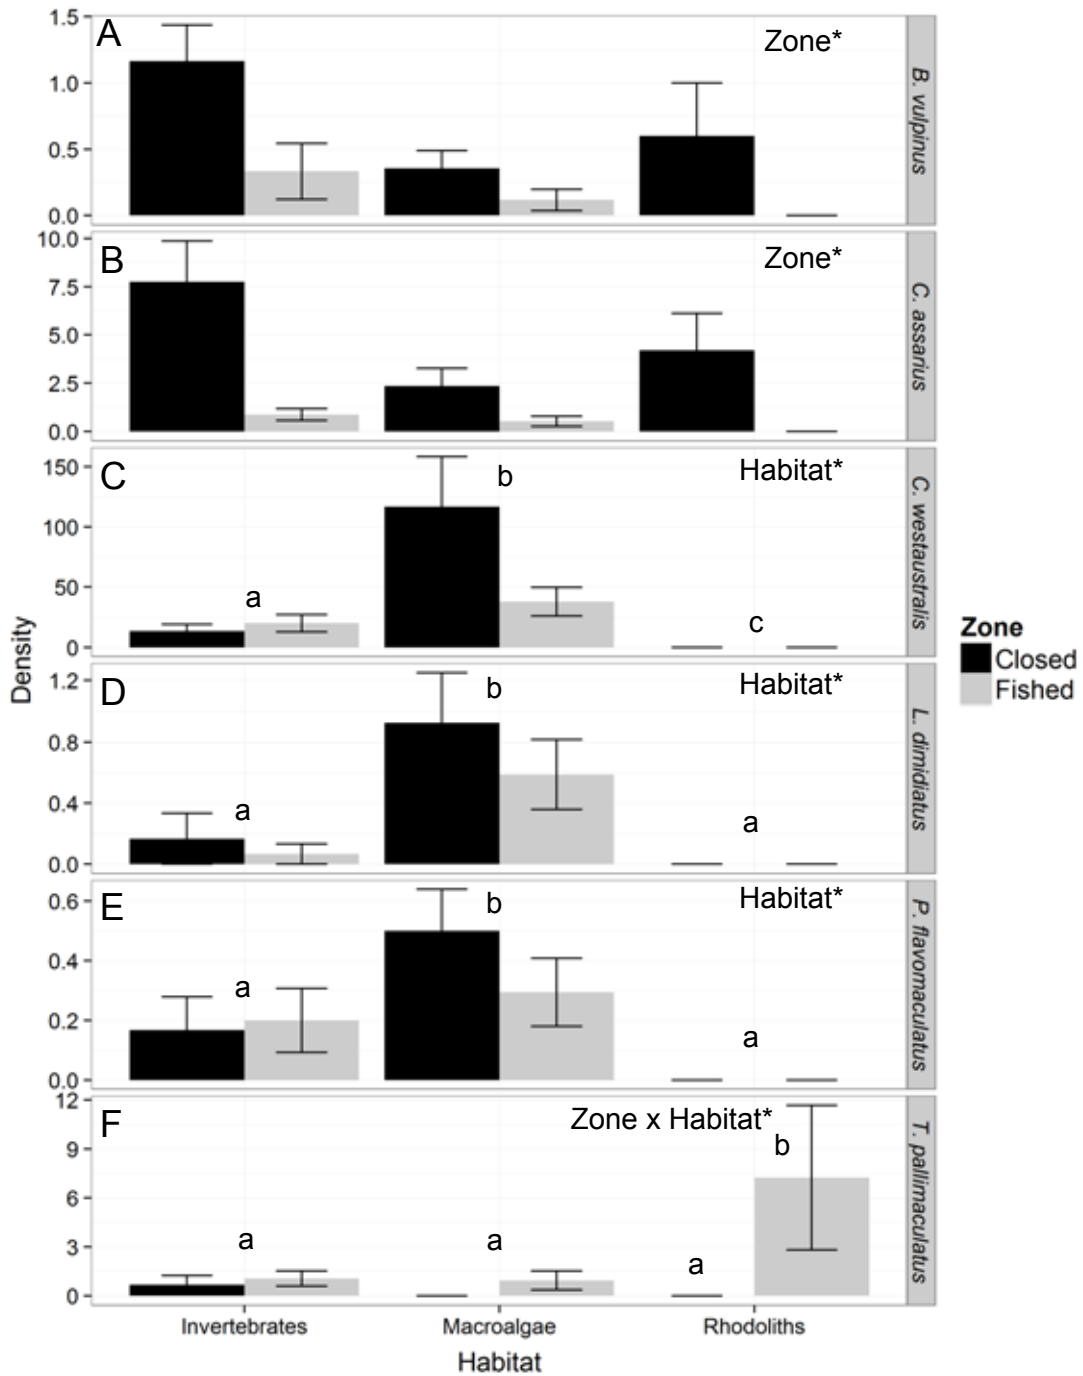 A
Zone*
1.5
1.0
0.5
0.0
B. vulpinus
B
Zone*
10.0
7.5
5.0
2.5
0.0
C. assarius
C
b
Habitat*
150
100
50
0
a
c
C. westaustralis
D
b
Habitat*
1.2
0.8
0.4
0.0
a
a
L. dimidiatus
E
b
Habitat*
0.6
0.4
0.2
0.0
a
a
P. flavomaculatus
F
Zone x Habitat*
b
12
9
6
3
0
a
a
a
T. pallimaculatus
Density
Zone
Closed
Fished
Invertebrates Macroalgae Rhodoliths
Habitat